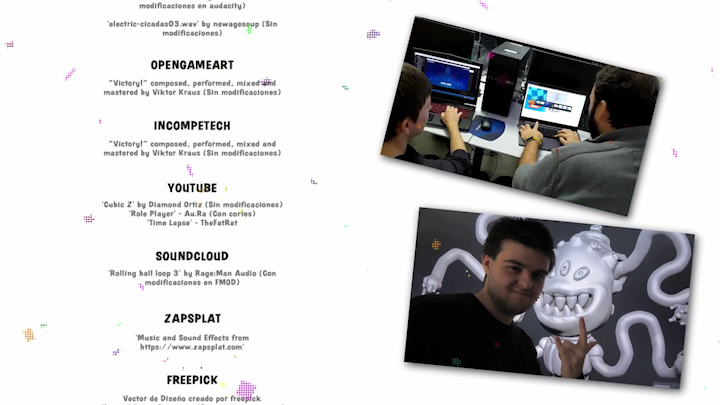 modificaciones en audacity)
'electric-cicadas03.wav' by newagesoup (Sin
modificaciones)
OPENGAMEART
"Victory!" composed, performed, mixed and
mastered by Viktor Kraus (Sin modificaciones)
INCOMPETECH
"Victory!" composed, performed, mixed and
mastered by Viktor Kraus (Sin modificaciones)
YOUTUBE
'Cubic Z' by Diamond Ortiz (Sin modificaciones)
'Role Player' - Au.Ra (Con cortes)
'Time Lapse' - TheFatRat
SOUNDCLOUD
'Rolling ball loop 3' by Rage:Man Audio (Con
modificaciones en FMOD)
ZAPSPLAT
'Music and Sound Effects from
https://www.zapsplat.com'
FREEPICK
Vector de Diseño creado por freepick